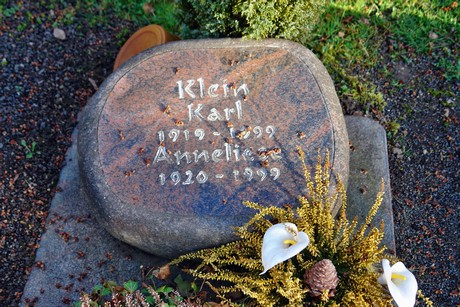 Klein
Karl
1919 - 1999
Anneliese
1920 - 1999